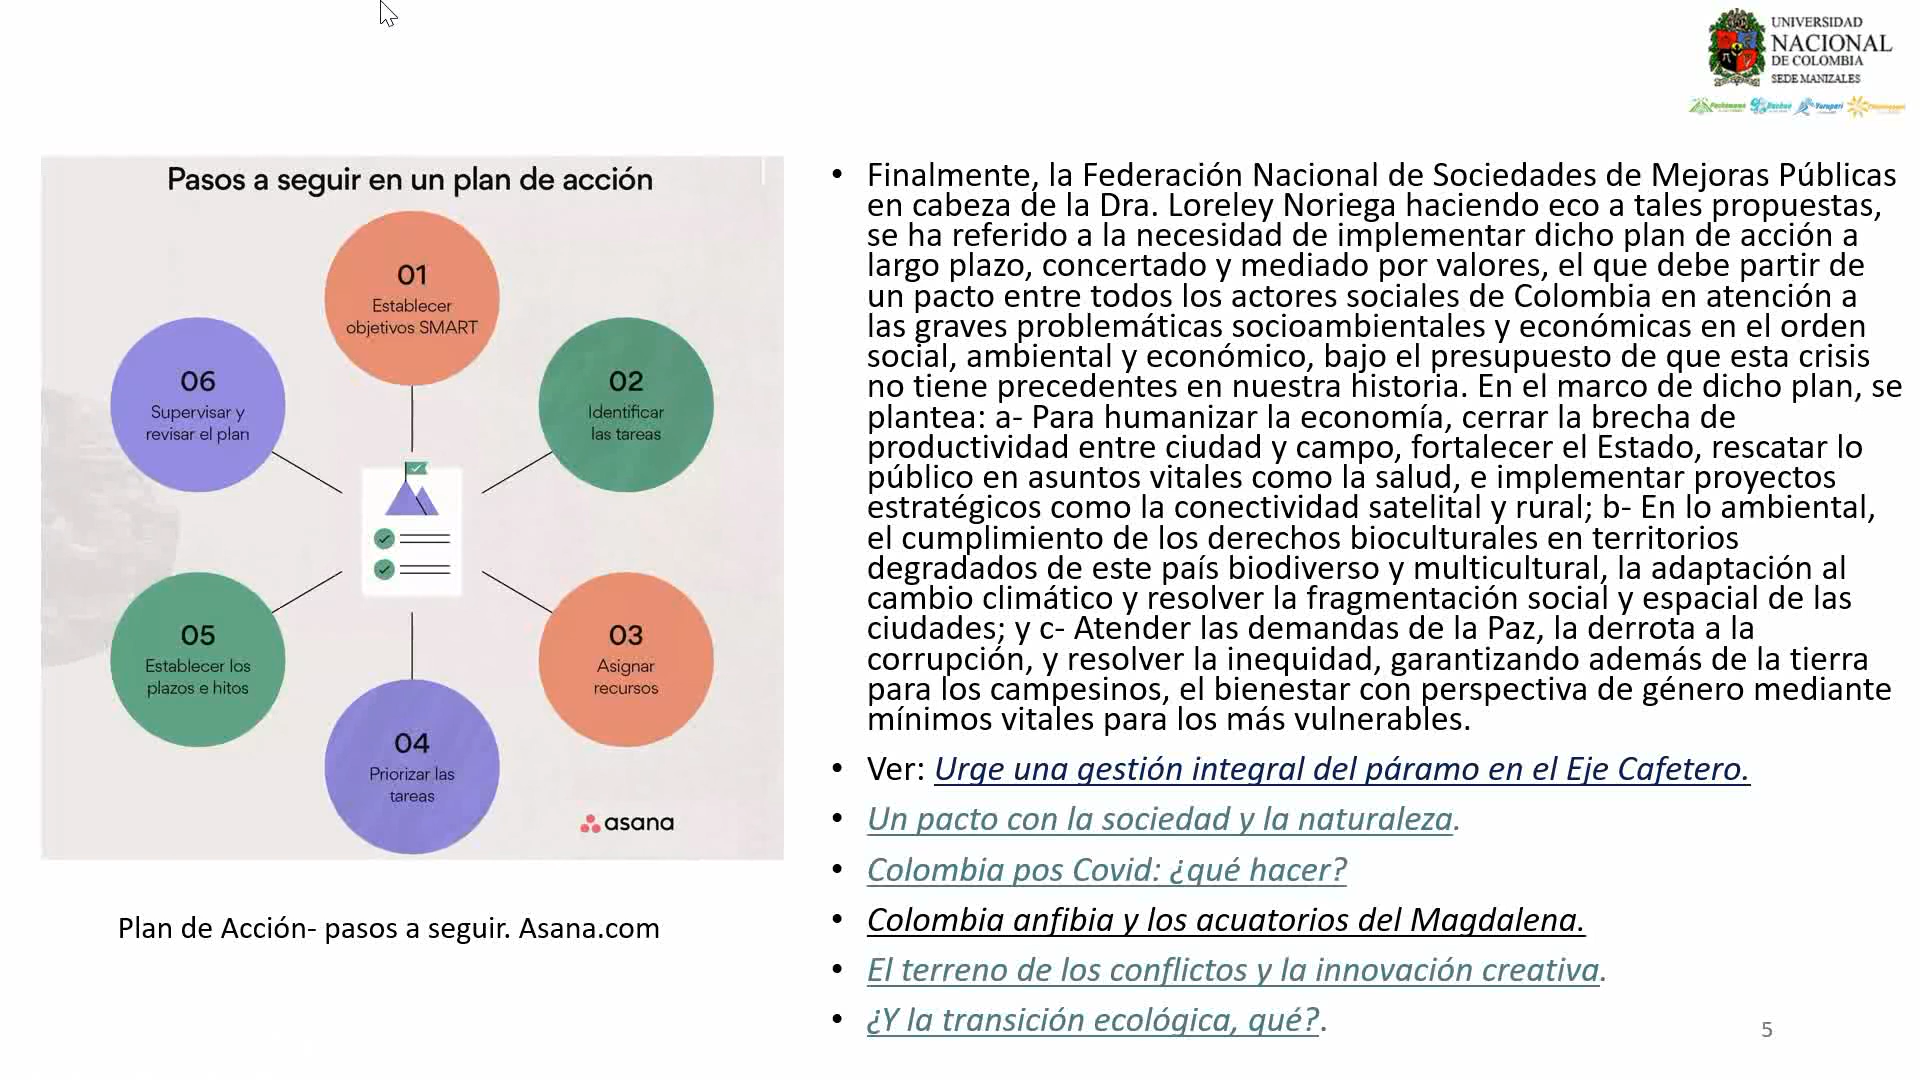 UNIVERSIDAD
NACIONAL
DE COLOMBIA
SEDE MANIZALES
Pasos a seguir en un plan de acción
01
Establecer
objetivos SMART
02
Identificar
las tareas
03
Asignar
recursos
04
Priorizar las
tareas
05
Establecer los
plazos e hitos
06
Supervisar y
revisar el plan
asana
Plan de Acción- pasos a seguir. Asana.com
• Finalmente, la Federación Nacional de Sociedades de Mejoras Públicas
en cabeza de la Dra. Loreley Noriega haciendo eco a tales propuestas,
se ha referido a la necesidad de implementar dicho plan de acción a
largo plazo, concertado y mediado por valores, el que debe partir de
un pacto entre todos los actores sociales de Colombia en atención a
las graves problemáticas socioambientales y económicas en el orden
social, ambiental y económico, bajo el presupuesto de que esta crisis
no tiene precedentes en nuestra historia. En el marco de dicho plan, se
plantea: a- Para humanizar la economía, cerrar la brecha de
productividad entre ciudad y campo, fortalecer el Estado, rescatar lo
público en asuntos vitales como la salud, e implementar proyectos
estratégicos como la conectividad satelital y rural; b- En lo ambiental,
el cumplimiento de los derechos bioculturales en territorios
degradados de este país biodiverso y multicultural, la adaptación al
cambio climático y resolver la fragmentación social y espacial de las
ciudades; y c- Atender las demandas de la Paz, la derrota a la
corrupción, y resolver la inequidad, garantizando además de la tierra
para los campesinos, el bienestar con perspectiva de género mediante
mínimos vitales para los más vulnerables.
• Ver: Urge una gestión integral del páramo en el Eje Cafetero.
• Un pacto con la sociedad y la naturaleza.
• Colombia pos Covid: ¿qué hacer?
• Colombia anfibia y los acuatorios del Magdalena.
• El terreno de los conflictos y la innovación creativa.
• ¿Y la transición ecológica, qué?.
5